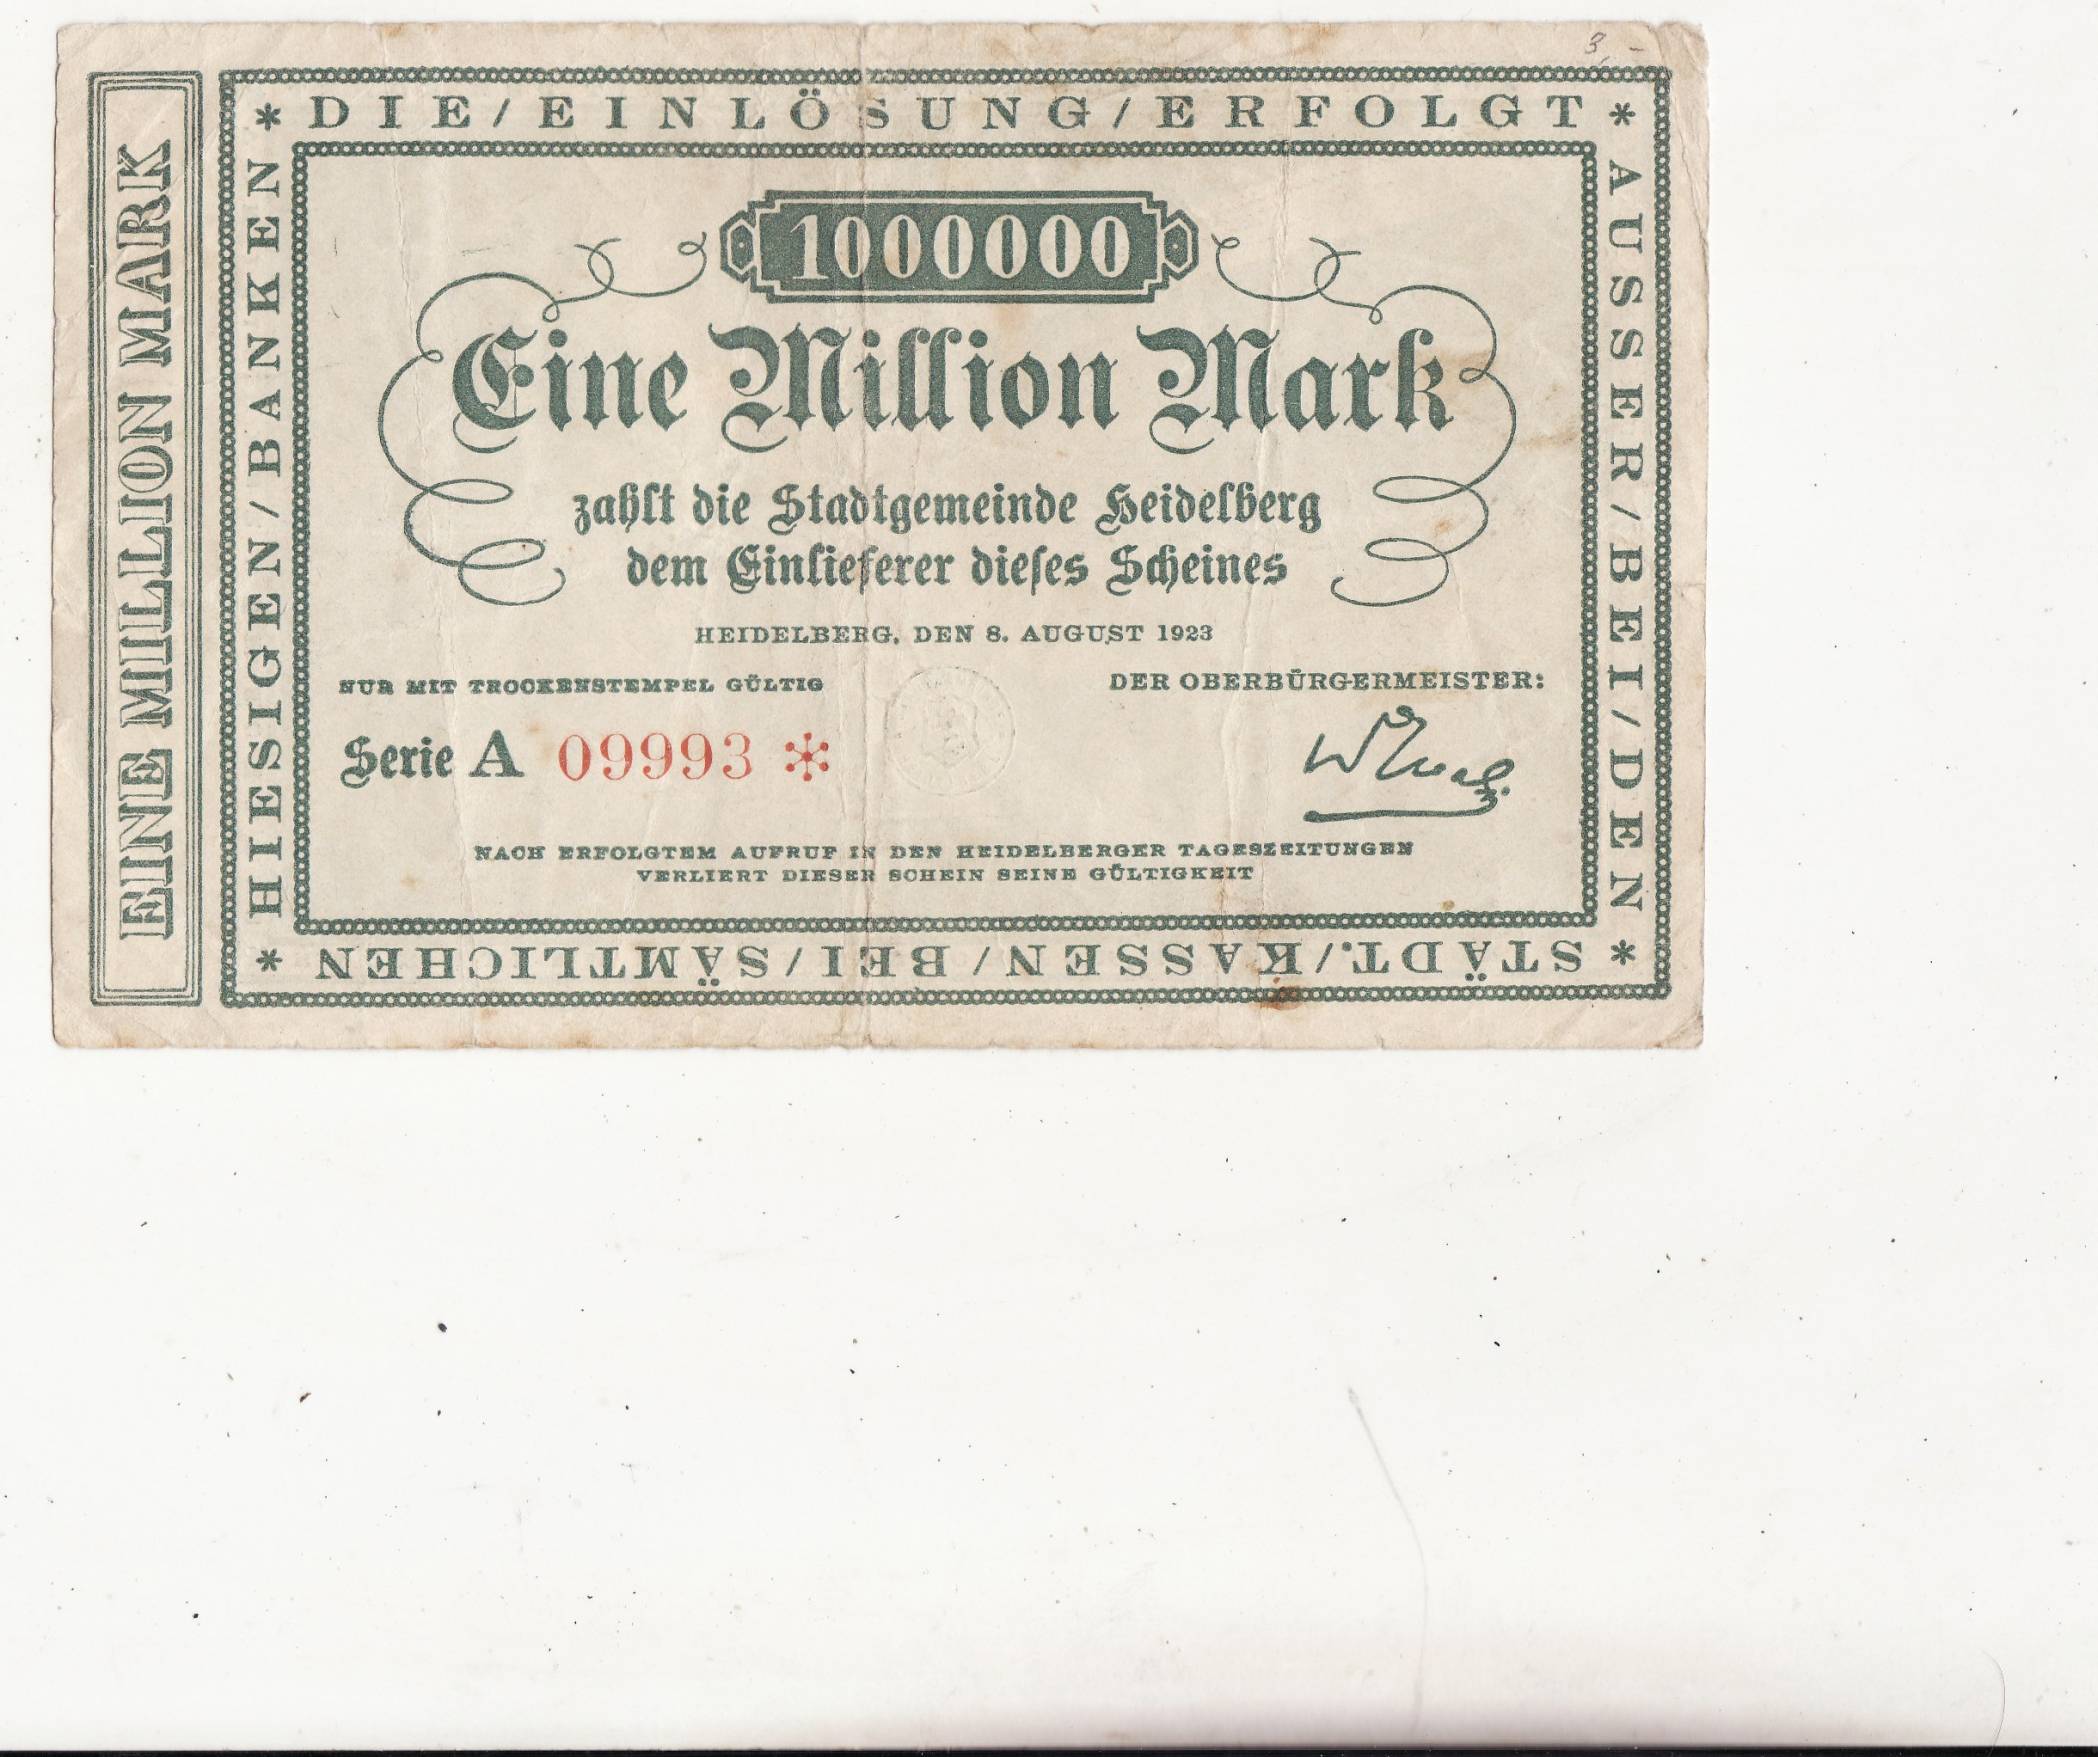 3,-
* DIE / EINLÖSUNG / ERFOLGT *
AUSSER / BEI / DEN
* STÄDT. / KASSEN / BEI / SÄMTLICHEN *
HIESIGEN / BANKEN
EINE MILLION MARK
1000000
Eine Million Mark
zahlt die Stadtgemeinde Heidelberg
dem Einlieferer dieses Scheines
HEIDELBERG, DEN 8. AUGUST 1923
NUR MIT TROCKENSTEMPEL GÜLTIG
DER OBERBÜRGERMEISTER:
Serie A 09993 *
NACH ERFOLGTEM AUFRUF IN DEN HEIDELBERGER TAGESZEITUNGEN
VERLIERT DIESER SCHEIN SEINE GÜLTIGKEIT